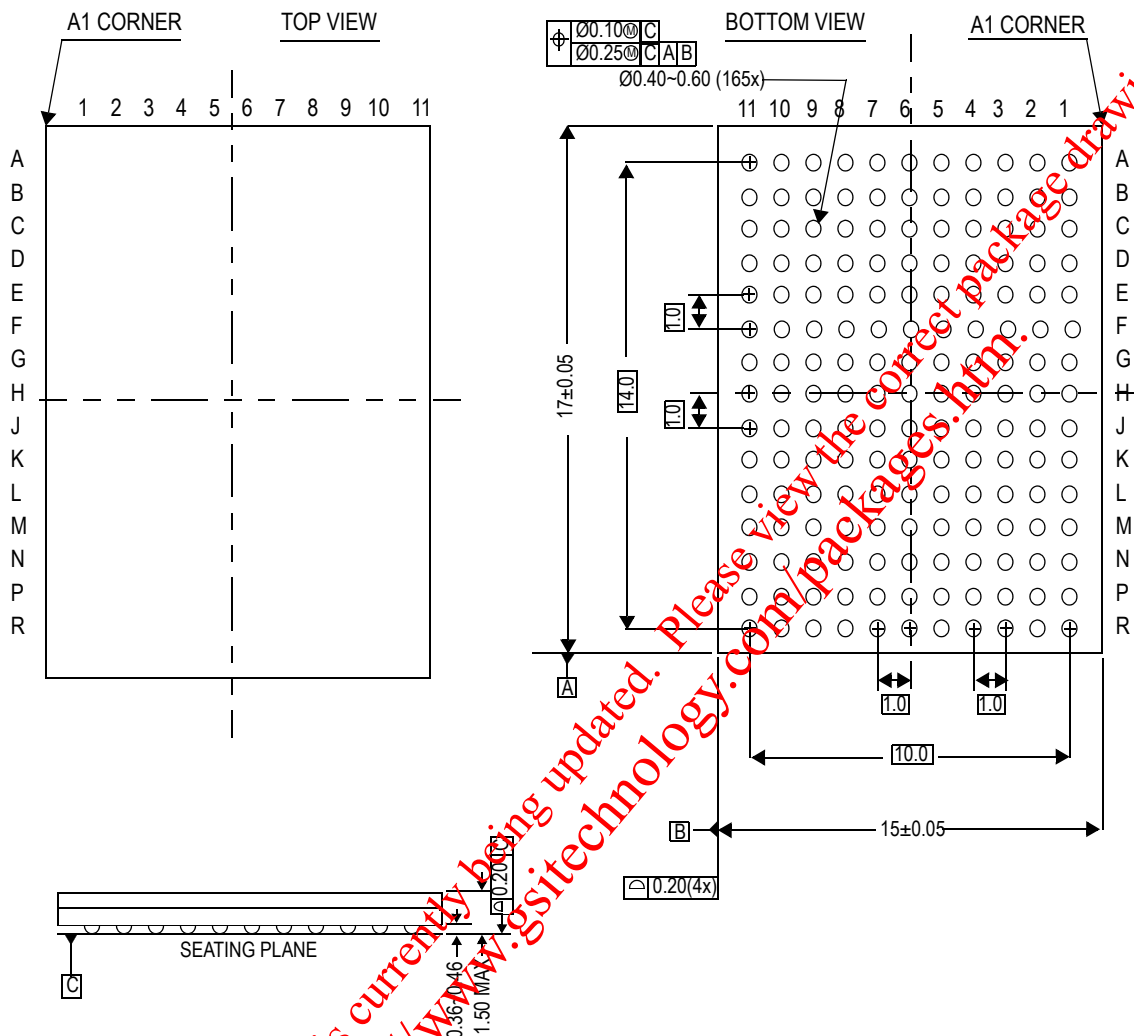 A1 CORNER
TOP VIEW
BOTTOM VIEW
A1 CORNER
Ø0.10Ⓜ C
Ø0.25Ⓜ C A B
Ø0.40~0.60 (165x)
1 2 3 4 5 6 7 8 9 10 11
11 10 9 8 7 6 5 4 3 2 1
A
B
C
D
E
F
G
H
J
K
L
M
N
P
R
A
B
C
D
E
F
G
H
J
K
L
M
N
P
R
17±0.05
14.0
1.0
1.0
A
1.0
1.0
10.0
B
15±0.05
⌓ 0.20(4x)
⌓ 0.20 C
SEATING PLANE
C
0.36~0.46
1.50 MAX
is currently being updated. Please view the correct package
www.gsitechnology.com/packages.htm.